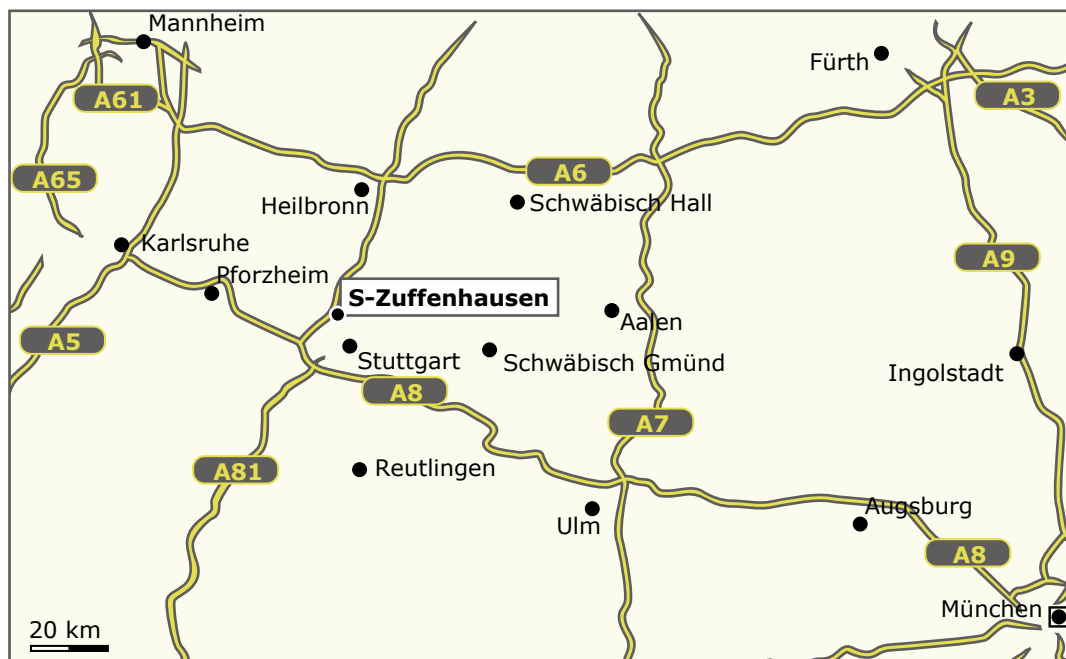 Mannheim
Fürth
A61
A3
A65
A6
Heilbronn
Schwäbisch Hall
Karlsruhe
A9
Pforzheim
S-Zuffenhausen
Aalen
A5
Stuttgart
Schwäbisch Gmünd
Ingolstadt
A8
A7
A81
Reutlingen
Ulm
Augsburg
A8
München
20 km